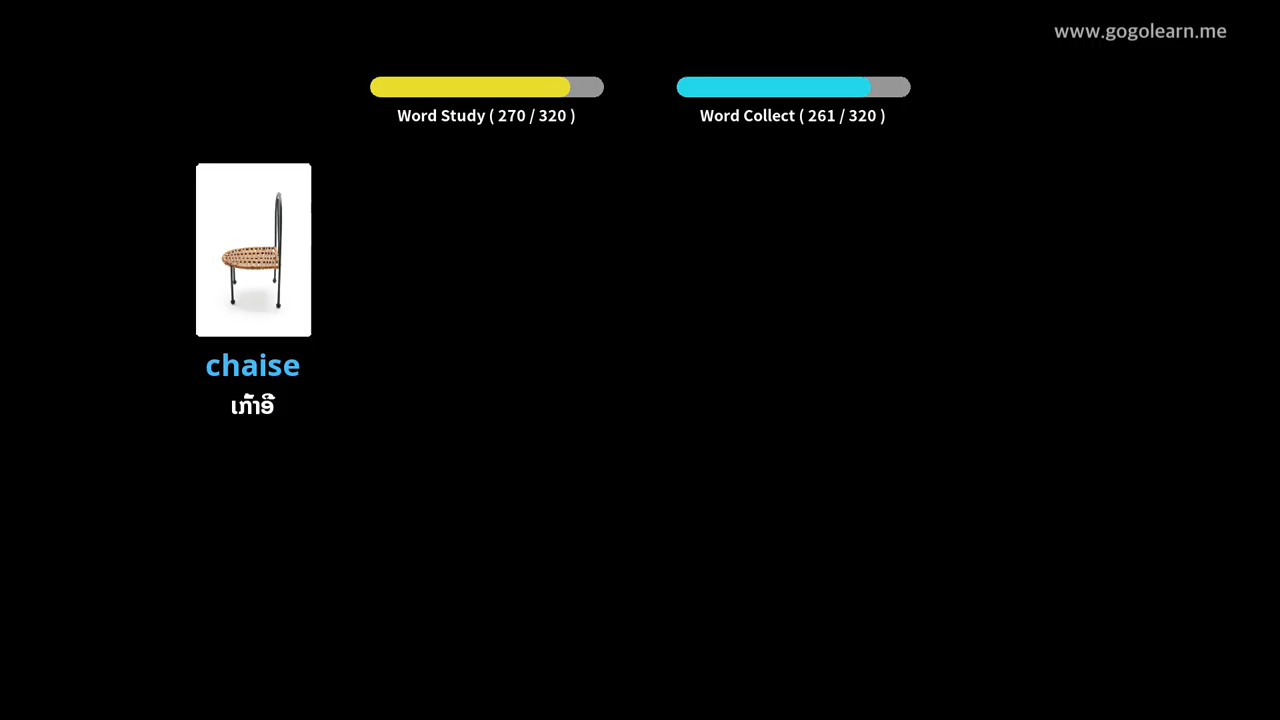 www.gogolearn.me
Word Study ( 270 / 320 )
Word Collect ( 261 / 320 )
chaise
ເກົ້າອີ້